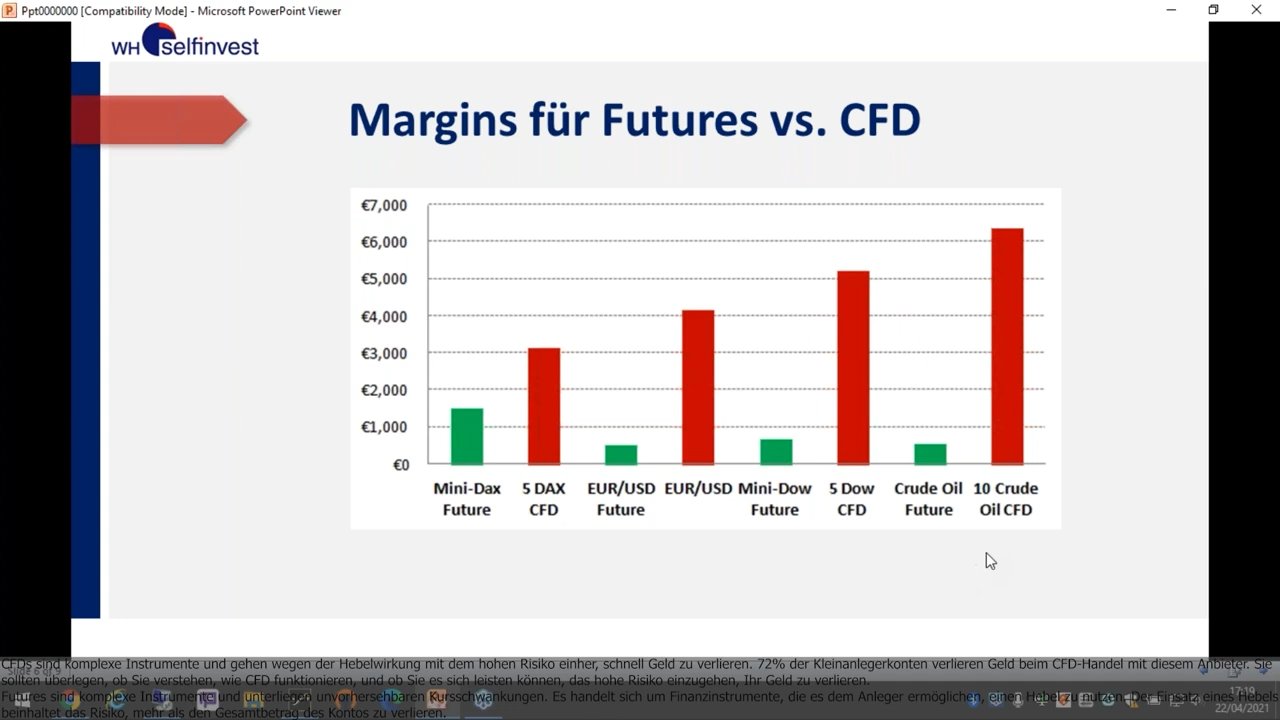 Ppt0000000 [Compatibility Mode] - Microsoft PowerPoint Viewer
WH selfinvest
Margins für Futures vs. CFD
€7,000
€6,000
€5,000
€4,000
€3,000
€2,000
€1,000
€0
Mini-Dax Future
5 DAX CFD
EUR/USD Future
EUR/USD
Mini-Dow Future
5 Dow CFD
Crude Oil Future
10 Crude Oil CFD
Slide 6 of 9
CFDs sind komplexe Instrumente und gehen wegen der Hebelwirkung mit dem hohen Risiko einher, schnell Geld zu verlieren. 72% der Kleinanlegerkonten verlieren Geld beim CFD-Handel mit diesem Anbieter. Sie
sollten überlegen, ob Sie verstehen, wie CFD funktionieren, und ob Sie es sich leisten können, das hohe Risiko einzugehen, Ihr Geld zu verlieren.
Futures sind komplexe Instrumente und unterliegen unvorhersehbaren Kursschwankungen. Es handelt sich um Finanzinstrumente, die es dem Anleger ermöglichen, einen Hebel zu nutzen. Der Einsatz eines Hebels
beinhaltet das Risiko, mehr als den Gesamtbetrag des Kontos zu verlieren.
17:19
22/04/2021